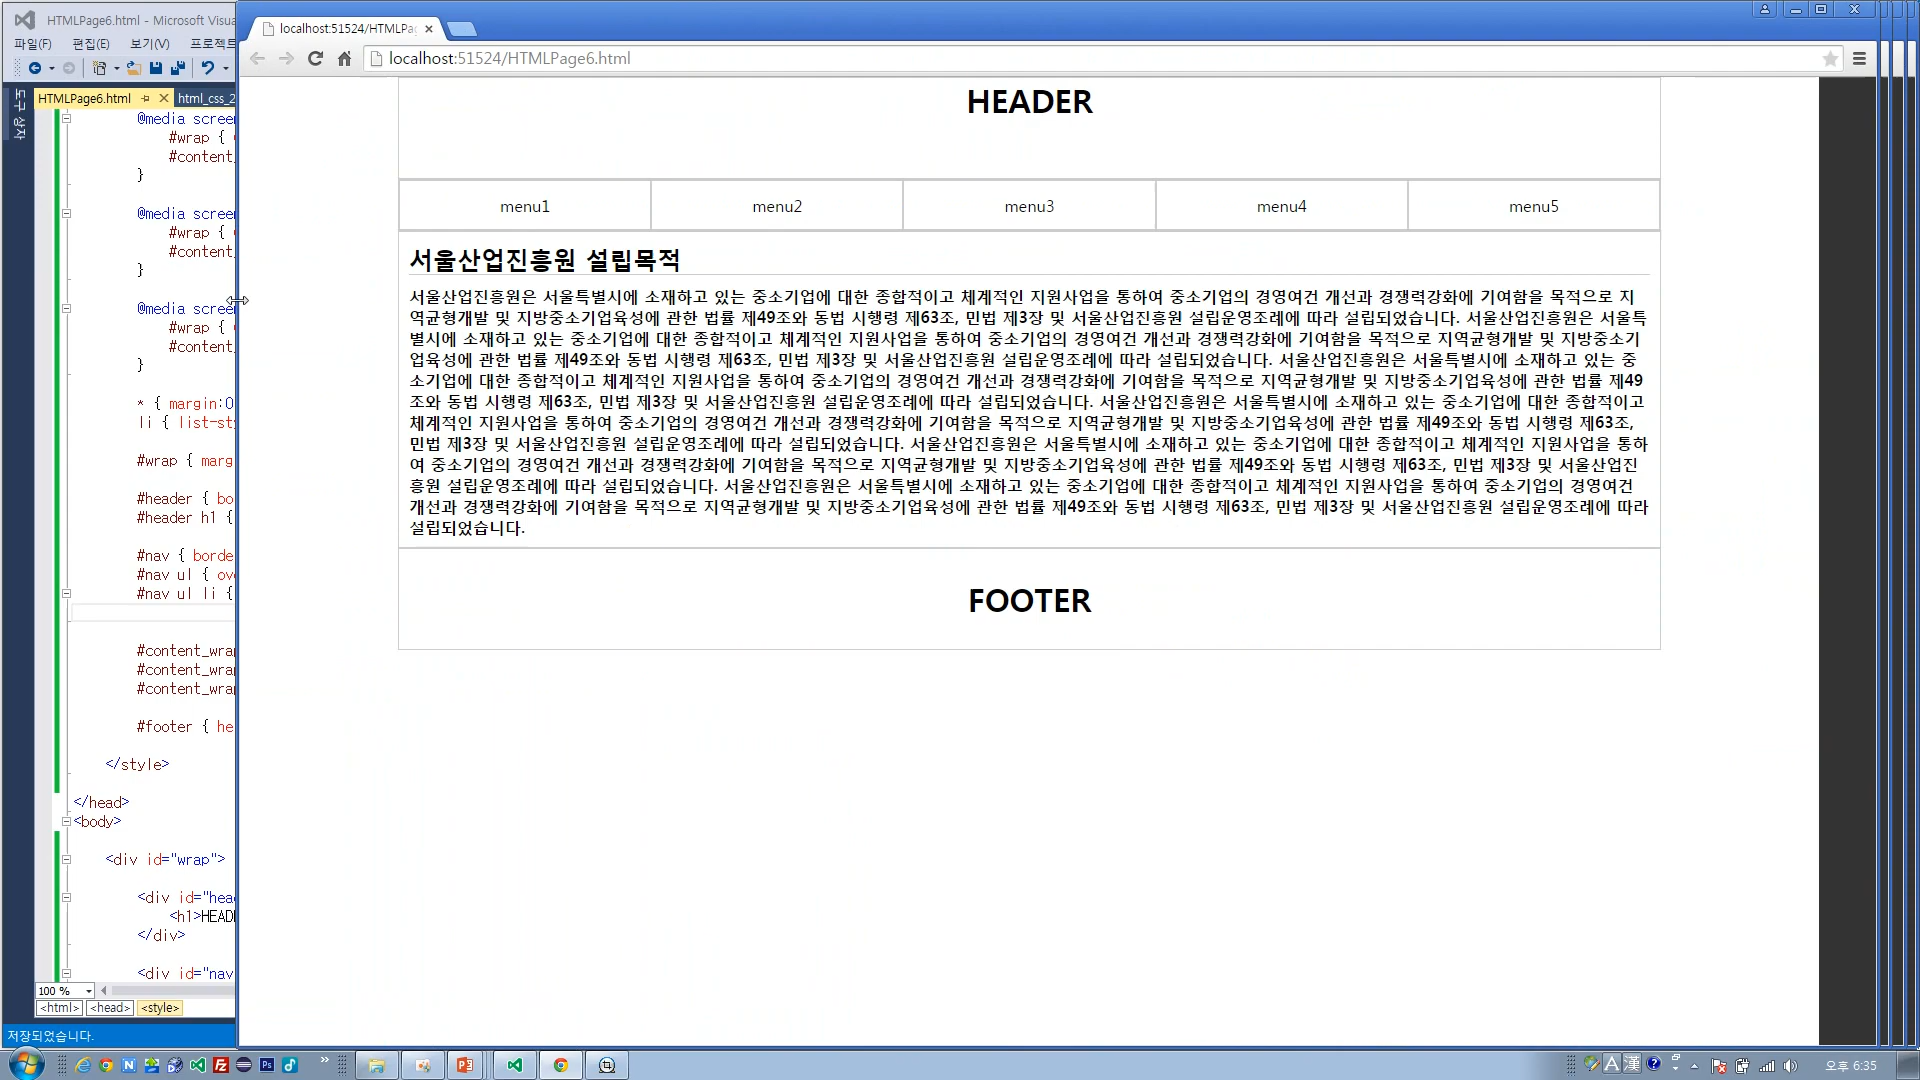 HTMLPage6.html - Microsoft Visua
파일(F) 편집(E) 보기(V) 프로젝트
HTMLPage6.html html_css_2
도구 상자
@media screen
#wrap {
#content_
}
@media screen
#wrap {
#content_
}
@media screen
#wrap {
#content_
}
* { margin:0
li { list-st
#wrap { marg
#header { bo
#header h1 {
#nav { borde
#nav ul { ov
#nav ul li {
#content_wra
#content_wra
#content_wra
#footer { he
</style>
</head>
<body>
<div id="wrap">
<div id="head
<h1>HEAD
</div>
<div id="nav
100 %
<html> <head> <style>
저장되었습니다.
localhost:51524/HTMLPa
localhost:51524/HTMLPage6.html
HEADER
menu1 menu2 menu3 menu4 menu5
서울산업진흥원 설립목적
서울산업진흥원은 서울특별시에 소재하고 있는 중소기업에 대한 종합적이고 체계적인 지원사업을 통하여 중소기업의 경영여건 개선과 경쟁력강화에 기여함을 목적으로 지
역균형개발 및 지방중소기업육성에 관한 법률 제49조와 동법 시행령 제63조, 민법 제3장 및 서울산업진흥원 설립운영조례에 따라 설립되었습니다. 서울산업진흥원은 서울특
별시에 소재하고 있는 중소기업에 대한 종합적이고 체계적인 지원사업을 통하여 중소기업의 경영여건 개선과 경쟁력강화에 기여함을 목적으로 지역균형개발 및 지방중소기
업육성에 관한 법률 제49조와 동법 시행령 제63조, 민법 제3장 및 서울산업진흥원 설립운영조례에 따라 설립되었습니다. 서울산업진흥원은 서울특별시에 소재하고 있는 중
소기업에 대한 종합적이고 체계적인 지원사업을 통하여 중소기업의 경영여건 개선과 경쟁력강화에 기여함을 목적으로 지역균형개발 및 지방중소기업육성에 관한 법률 제49
조와 동법 시행령 제63조, 민법 제3장 및 서울산업진흥원 설립운영조례에 따라 설립되었습니다. 서울산업진흥원은 서울특별시에 소재하고 있는 중소기업에 대한 종합적이고
체계적인 지원사업을 통하여 중소기업의 경영여건 개선과 경쟁력강화에 기여함을 목적으로 지역균형개발 및 지방중소기업육성에 관한 법률 제49조와 동법 시행령 제63조,
민법 제3장 및 서울산업진흥원 설립운영조례에 따라 설립되었습니다. 서울산업진흥원은 서울특별시에 소재하고 있는 중소기업에 대한 종합적이고 체계적인 지원사업을 통하
여 중소기업의 경영여건 개선과 경쟁력강화에 기여함을 목적으로 지역균형개발 및 지방중소기업육성에 관한 법률 제49조와 동법 시행령 제63조, 민법 제3장 및 서울산업진
흥원 설립운영조례에 따라 설립되었습니다. 서울산업진흥원은 서울특별시에 소재하고 있는 중소기업에 대한 종합적이고 체계적인 지원사업을 통하여 중소기업의 경영여건
개선과 경쟁력강화에 기여함을 목적으로 지역균형개발 및 지방중소기업육성에 관한 법률 제49조와 동법 시행령 제63조, 민법 제3장 및 서울산업진흥원 설립운영조례에 따라
설립되었습니다.
FOOTER
A 漢 오후 6:35